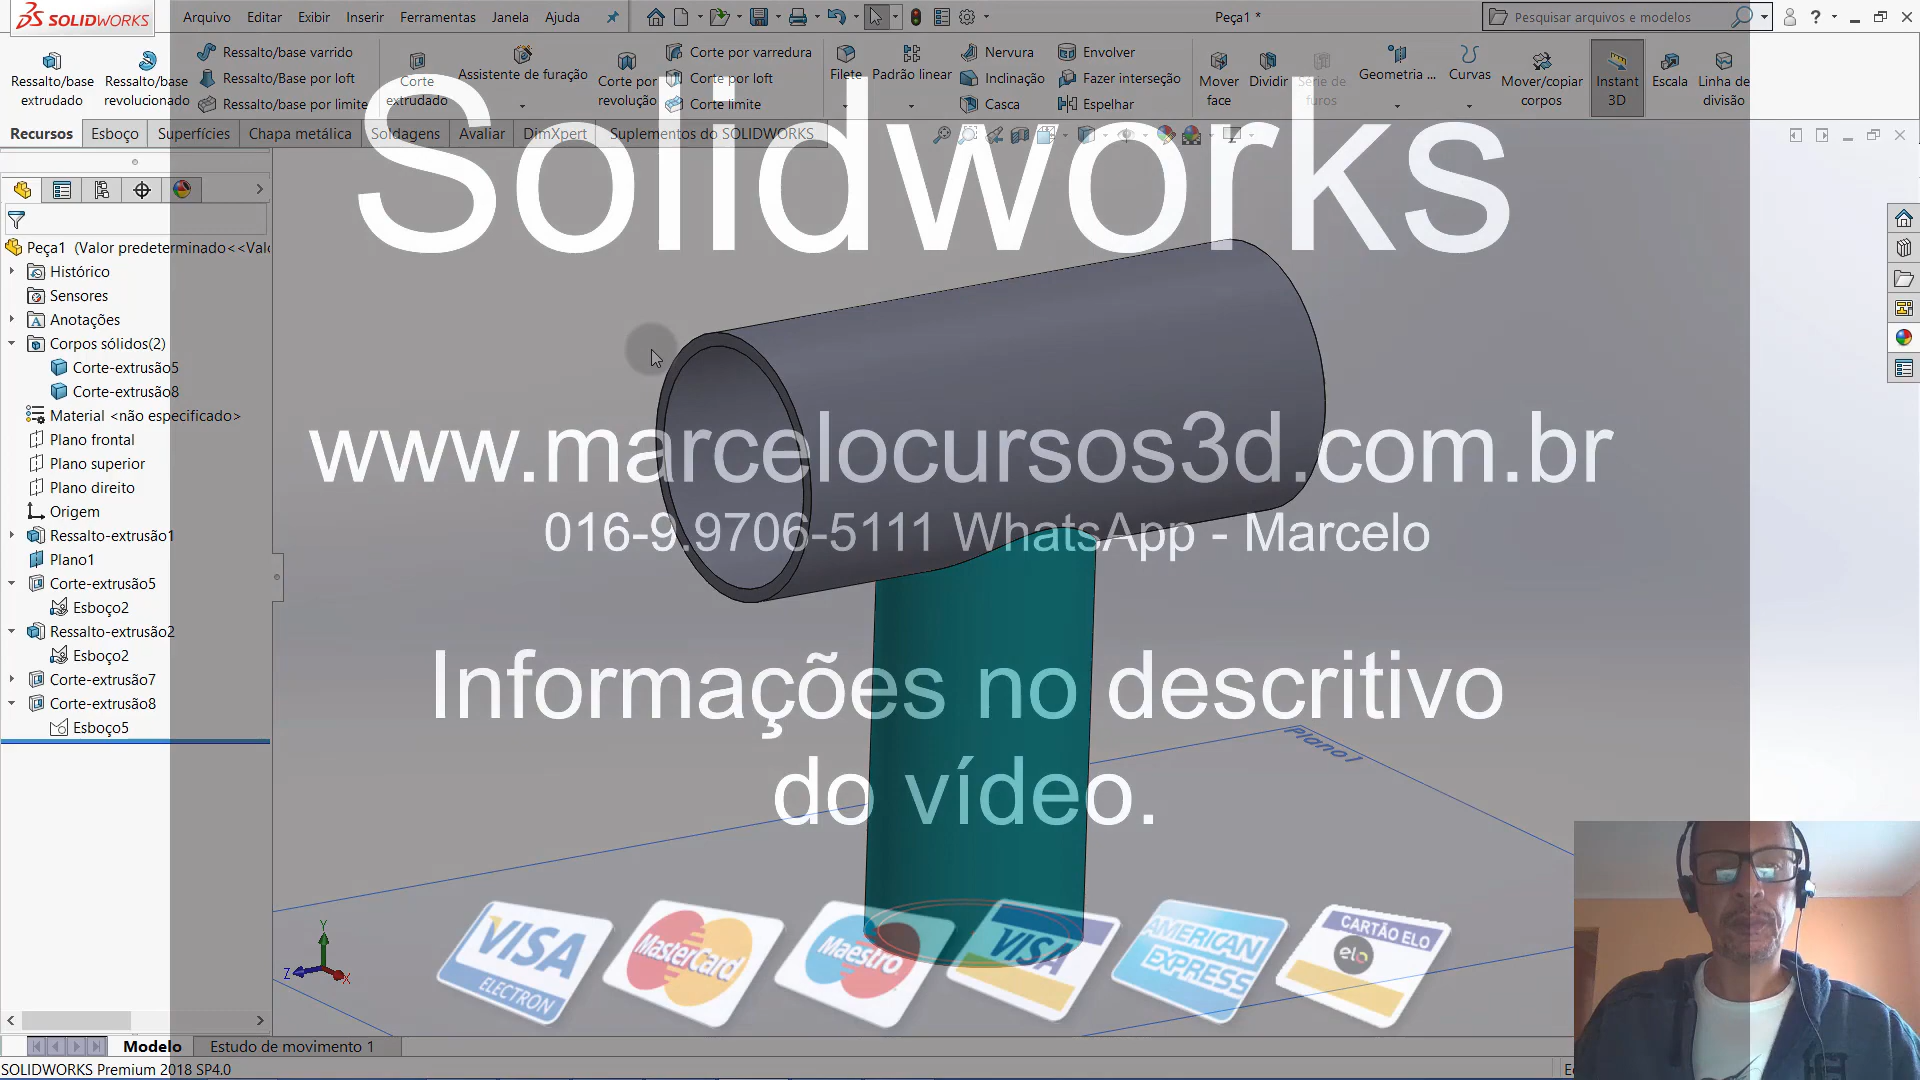 SOLIDWORKS
Arquivo Editar Exibir Inserir Ferramentas Janela Ajuda
Peça1 *
Pesquisar arquivos e modelos
Ressalto/base extrudado
Ressalto/base revolucionado
Ressalto/base varrido
Ressalto/Base por loft
Ressalto/base por limite
Corte extrudado
Assistente de furação
Corte por revolução
Corte por varredura
Corte por loft
Corte limite
Filete
Padrão linear
Nervura
Inclinação
Casca
Envolver
Fazer interseção
Espelhar
Mover face
Dividir
Série de furos
Geometria ...
Curvas
Mover/copiar corpos
Instant 3D
Escala
Linha de divisão
Recursos Esboço Superfícies Chapa metálica Soldagens Avaliar DimXpert Suplementos do SOLIDWORKS
Solidworks
www.marcelocursos3d.com.br
016-9.9706-5111 WhatsApp - Marcelo
Informações no descritivo
do vídeo.
Peça1 (Valor predeterminado<<Val
Histórico
Sensores
Anotações
Corpos sólidos(2)
Corte-extrusão5
Corte-extrusão8
Material <não especificado>
Plano frontal
Plano superior
Plano direito
Origem
Ressalto-extrusão1
Plano1
Corte-extrusão5
Esboço2
Ressalto-extrusão2
Esboço2
Corte-extrusão7
Corte-extrusão8
Esboço5
Plano1
Y
Z
X
VISA
ELECTRON
MasterCard
Maestro
VISA
AMERICAN
EXPRESS
CARTÃO ELO
elo
Modelo Estudo de movimento 1
SOLIDWORKS Premium 2018 SP4.0